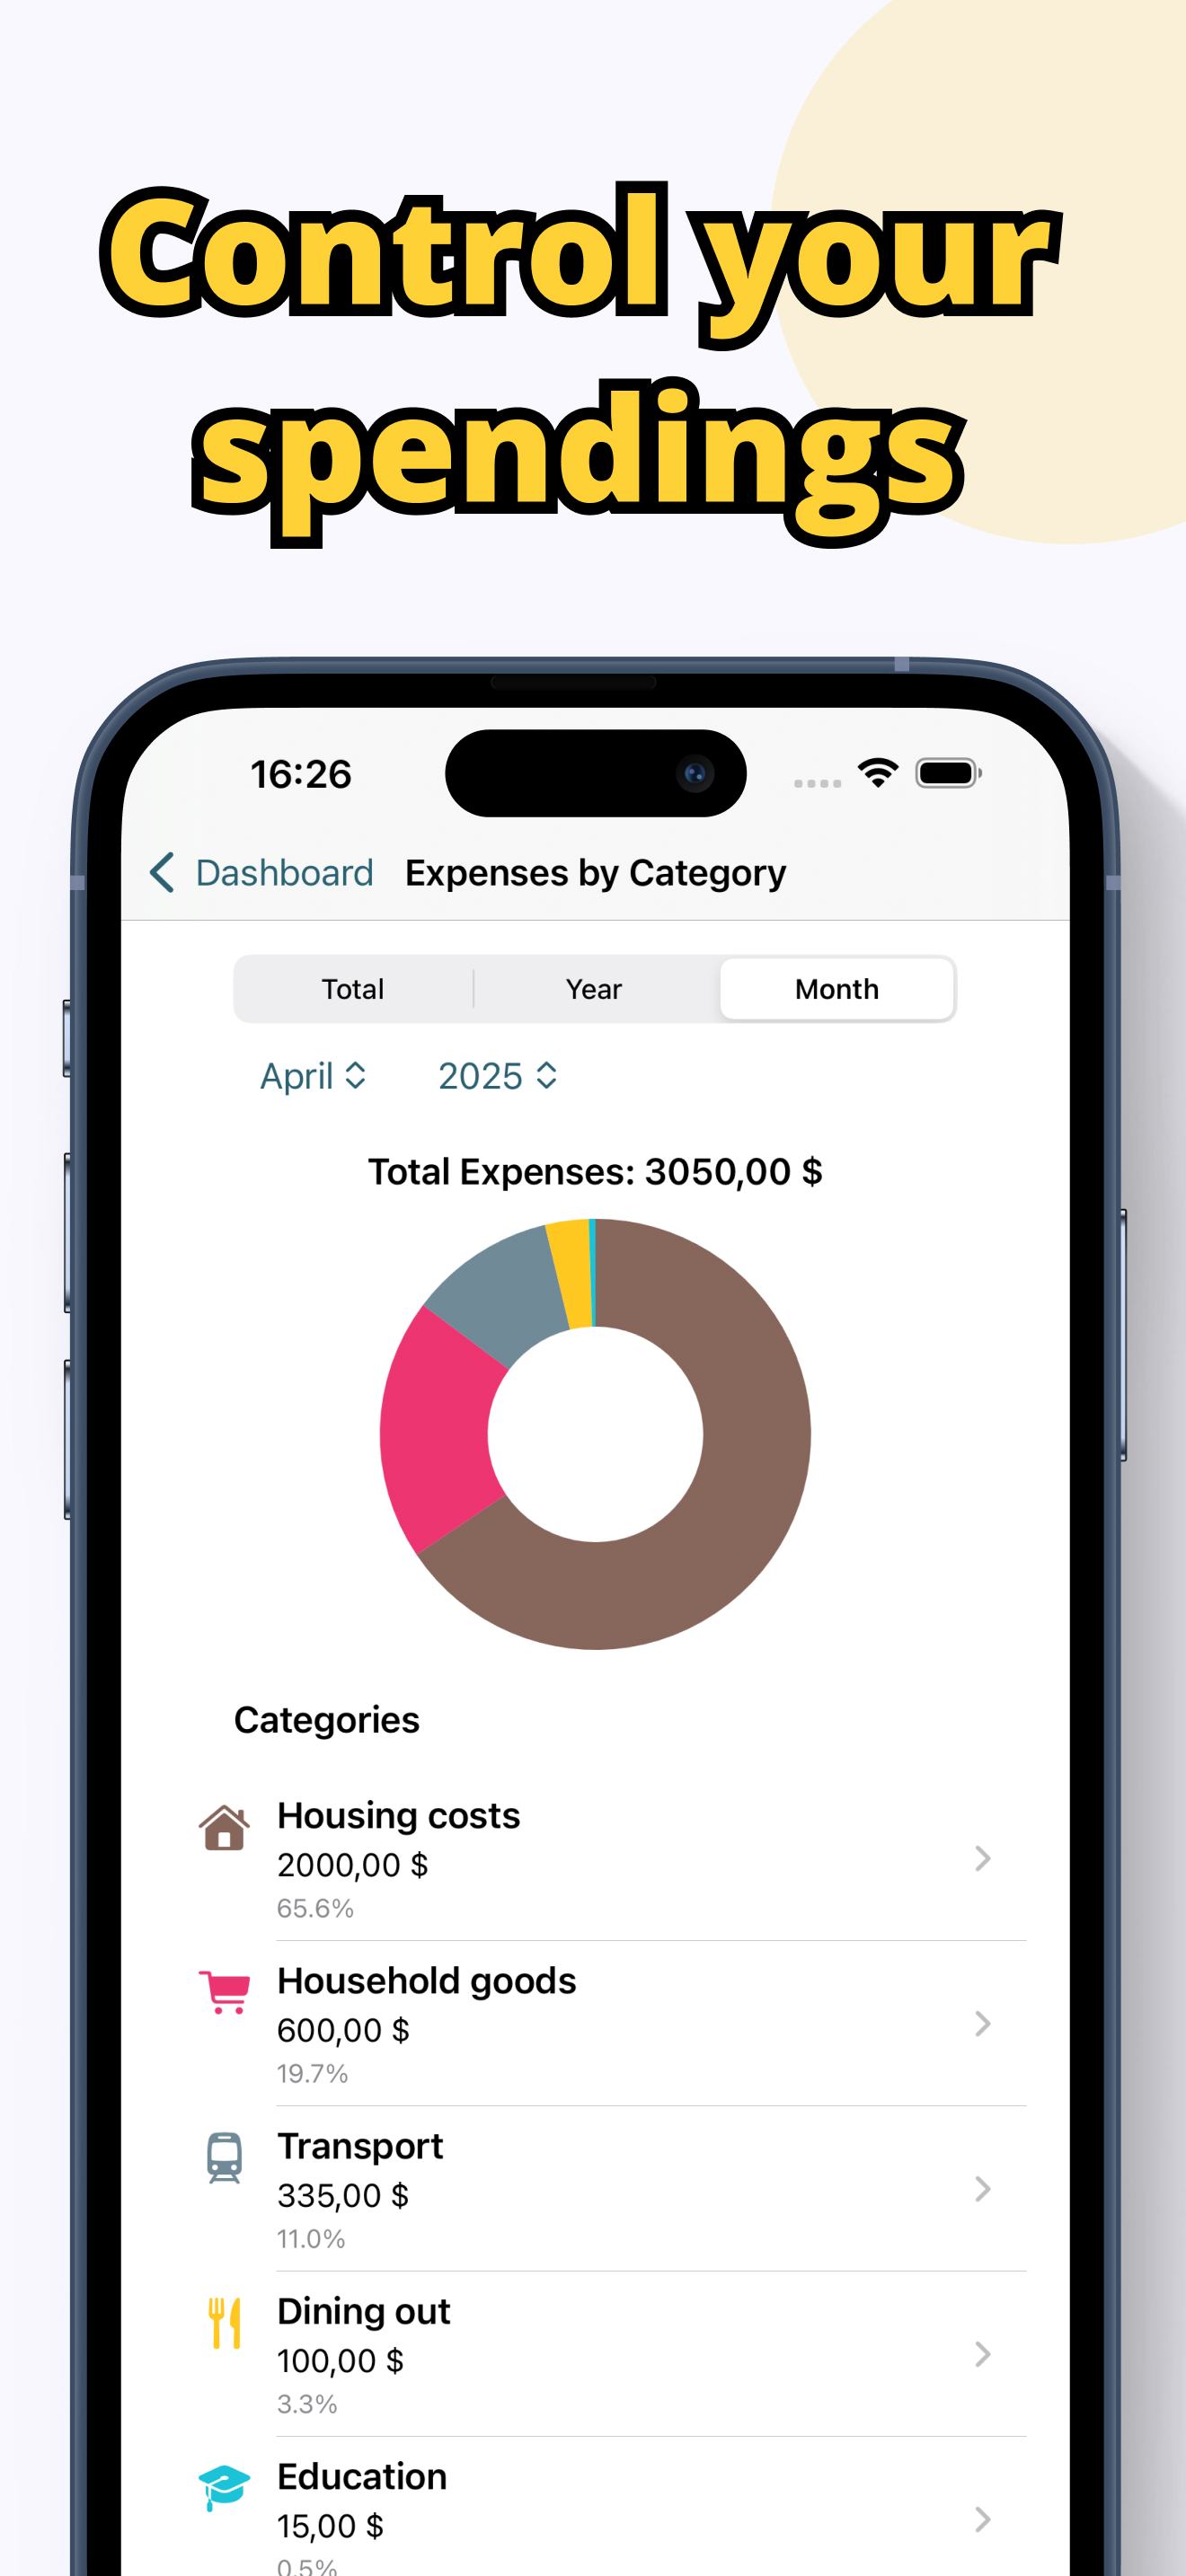 Control your
spendings
16:26
Dashboard Expenses by Category
Total Year Month
April 2025
Total Expenses: 3050,00 $
Categories
Housing costs
2000,00 $
65.6%
Household goods
600,00 $
19.7%
Transport
335,00 $
11.0%
Dining out
100,00 $
3.3%
Education
15,00 $
0.5%